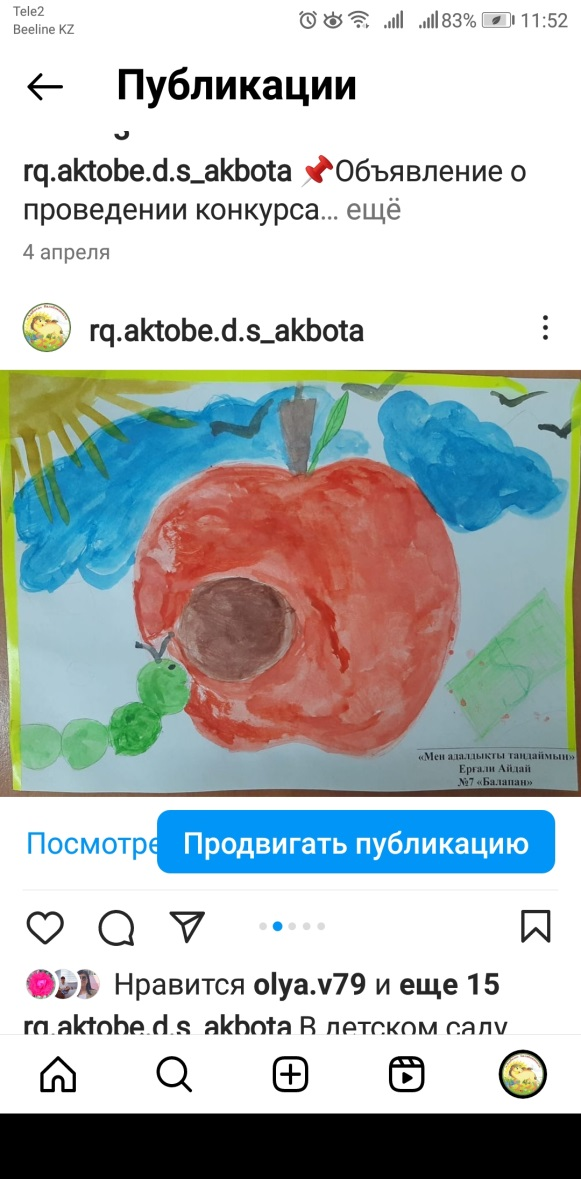 Tele2
Beeline KZ
83%
11:52
Публикации
rq.aktobe.d.s_akbota 📌Объявление о
проведении конкурса... ещё
4 апреля
rq.aktobe.d.s_akbota
«Мен адалдықты таңдаймын»
Ерғали Айдай
№7 «Балапан»
Посмотре
Продвигать публикацию
Нравится olya.v79 и еще 15
rq.aktobe.d.s_akbota В детском саду